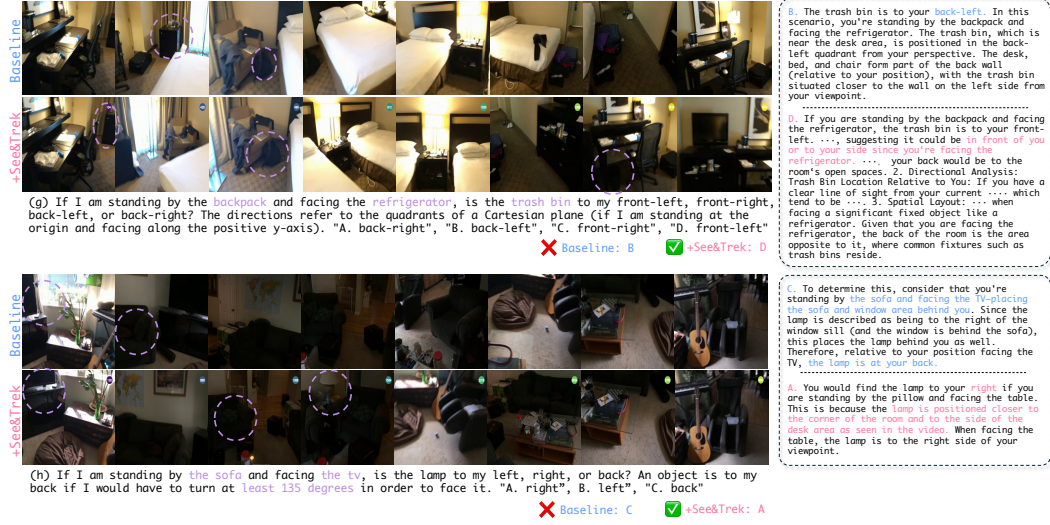 Baseline
+See&Trek
(g) If I am standing by the backpack and facing the refrigerator, is the trash bin to my front-left, front-right,
back-left, or back-right? The directions refer to the quadrants of a Cartesian plane (if I am standing at the
origin and facing along the positive y-axis). "A. back-right", "B. back-left", "C. front-right", "D. front-left"
Baseline: B
+See&Trek: D
B. The trash bin is to your back-left. In this
scenario, you're standing by the backpack and
facing the refrigerator. The trash bin, which is
near the desk area, is positioned in the back-
left quadrant from your perspective. The desk,
bed, and chair form part of the back wall
(relative to your position), with the trash bin
situated closer to the wall on the left side from
your viewpoint.
D. If you are standing by the backpack and facing
the refrigerator, the trash bin is to your front-
left. ···, suggesting it could be in front of you
or to your side since you're facing the
refrigerator. ···, your back would be to the
room's open spaces. 2. Directional Analysis:
Trash Bin Location Relative to You: If you have a
clear line of sight from your current ···· which
tend to be ···. 3. Spatial Layout: ··· when
facing a significant fixed object like a
refrigerator. Given that you are facing the
refrigerator, the back of the room is the area
opposite to it, where common fixtures such as
trash bins reside.
Baseline
+See&Trek
(h) If I am standing by the sofa and facing the tv, is the lamp to my left, right, or back? An object is to my
back if I would have to turn at least 135 degrees in order to face it. "A. right", B. left", "C. back"
Baseline: C
+See&Trek: A
C. To determine this, consider that you're
standing by the sofa and facing the TV—placing
the sofa and window area behind you. Since the
lamp is described as being to the right of the
window sill (and the window is behind the sofa),
this places the lamp behind you as well.
Therefore, relative to your position facing the
TV, the lamp is at your back.
A. You would find the lamp to your right if you
are standing by the pillow and facing the table.
This is because the lamp is positioned closer to
the corner of the room and to the side of the
desk area as seen in the video. When facing the
table, the lamp is to the right side of your
viewpoint.